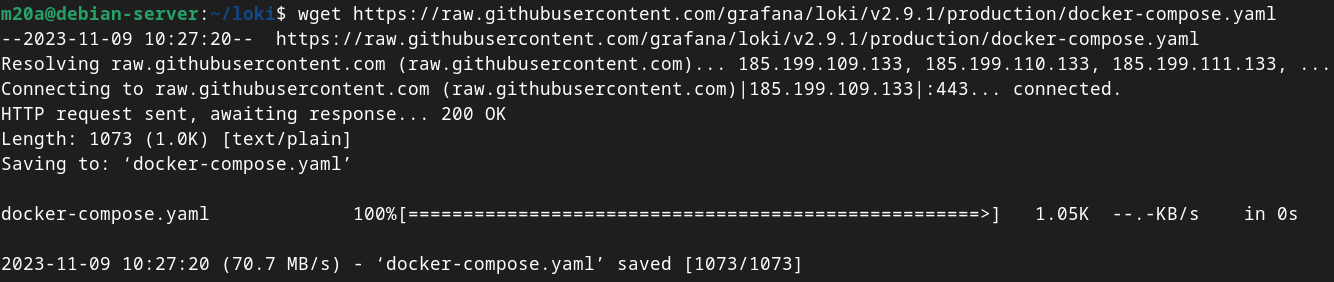 m20a@debian-server:~/loki$ wget https://raw.githubusercontent.com/grafana/loki/v2.9.1/production/docker-compose.yaml
--2023-11-09 10:27:20--  https://raw.githubusercontent.com/grafana/loki/v2.9.1/production/docker-compose.yaml
Resolving raw.githubusercontent.com (raw.githubusercontent.com)... 185.199.109.133, 185.199.110.133, 185.199.111.133, ...
Connecting to raw.githubusercontent.com (raw.githubusercontent.com)|185.199.109.133|:443... connected.
HTTP request sent, awaiting response... 200 OK
Length: 1073 (1.0K) [text/plain]
Saving to: ‘docker-compose.yaml’
docker-compose.yaml             100%[====================================================>]   1.05K  --.-KB/s    in 0s
2023-11-09 10:27:20 (70.7 MB/s) - ‘docker-compose.yaml’ saved [1073/1073]